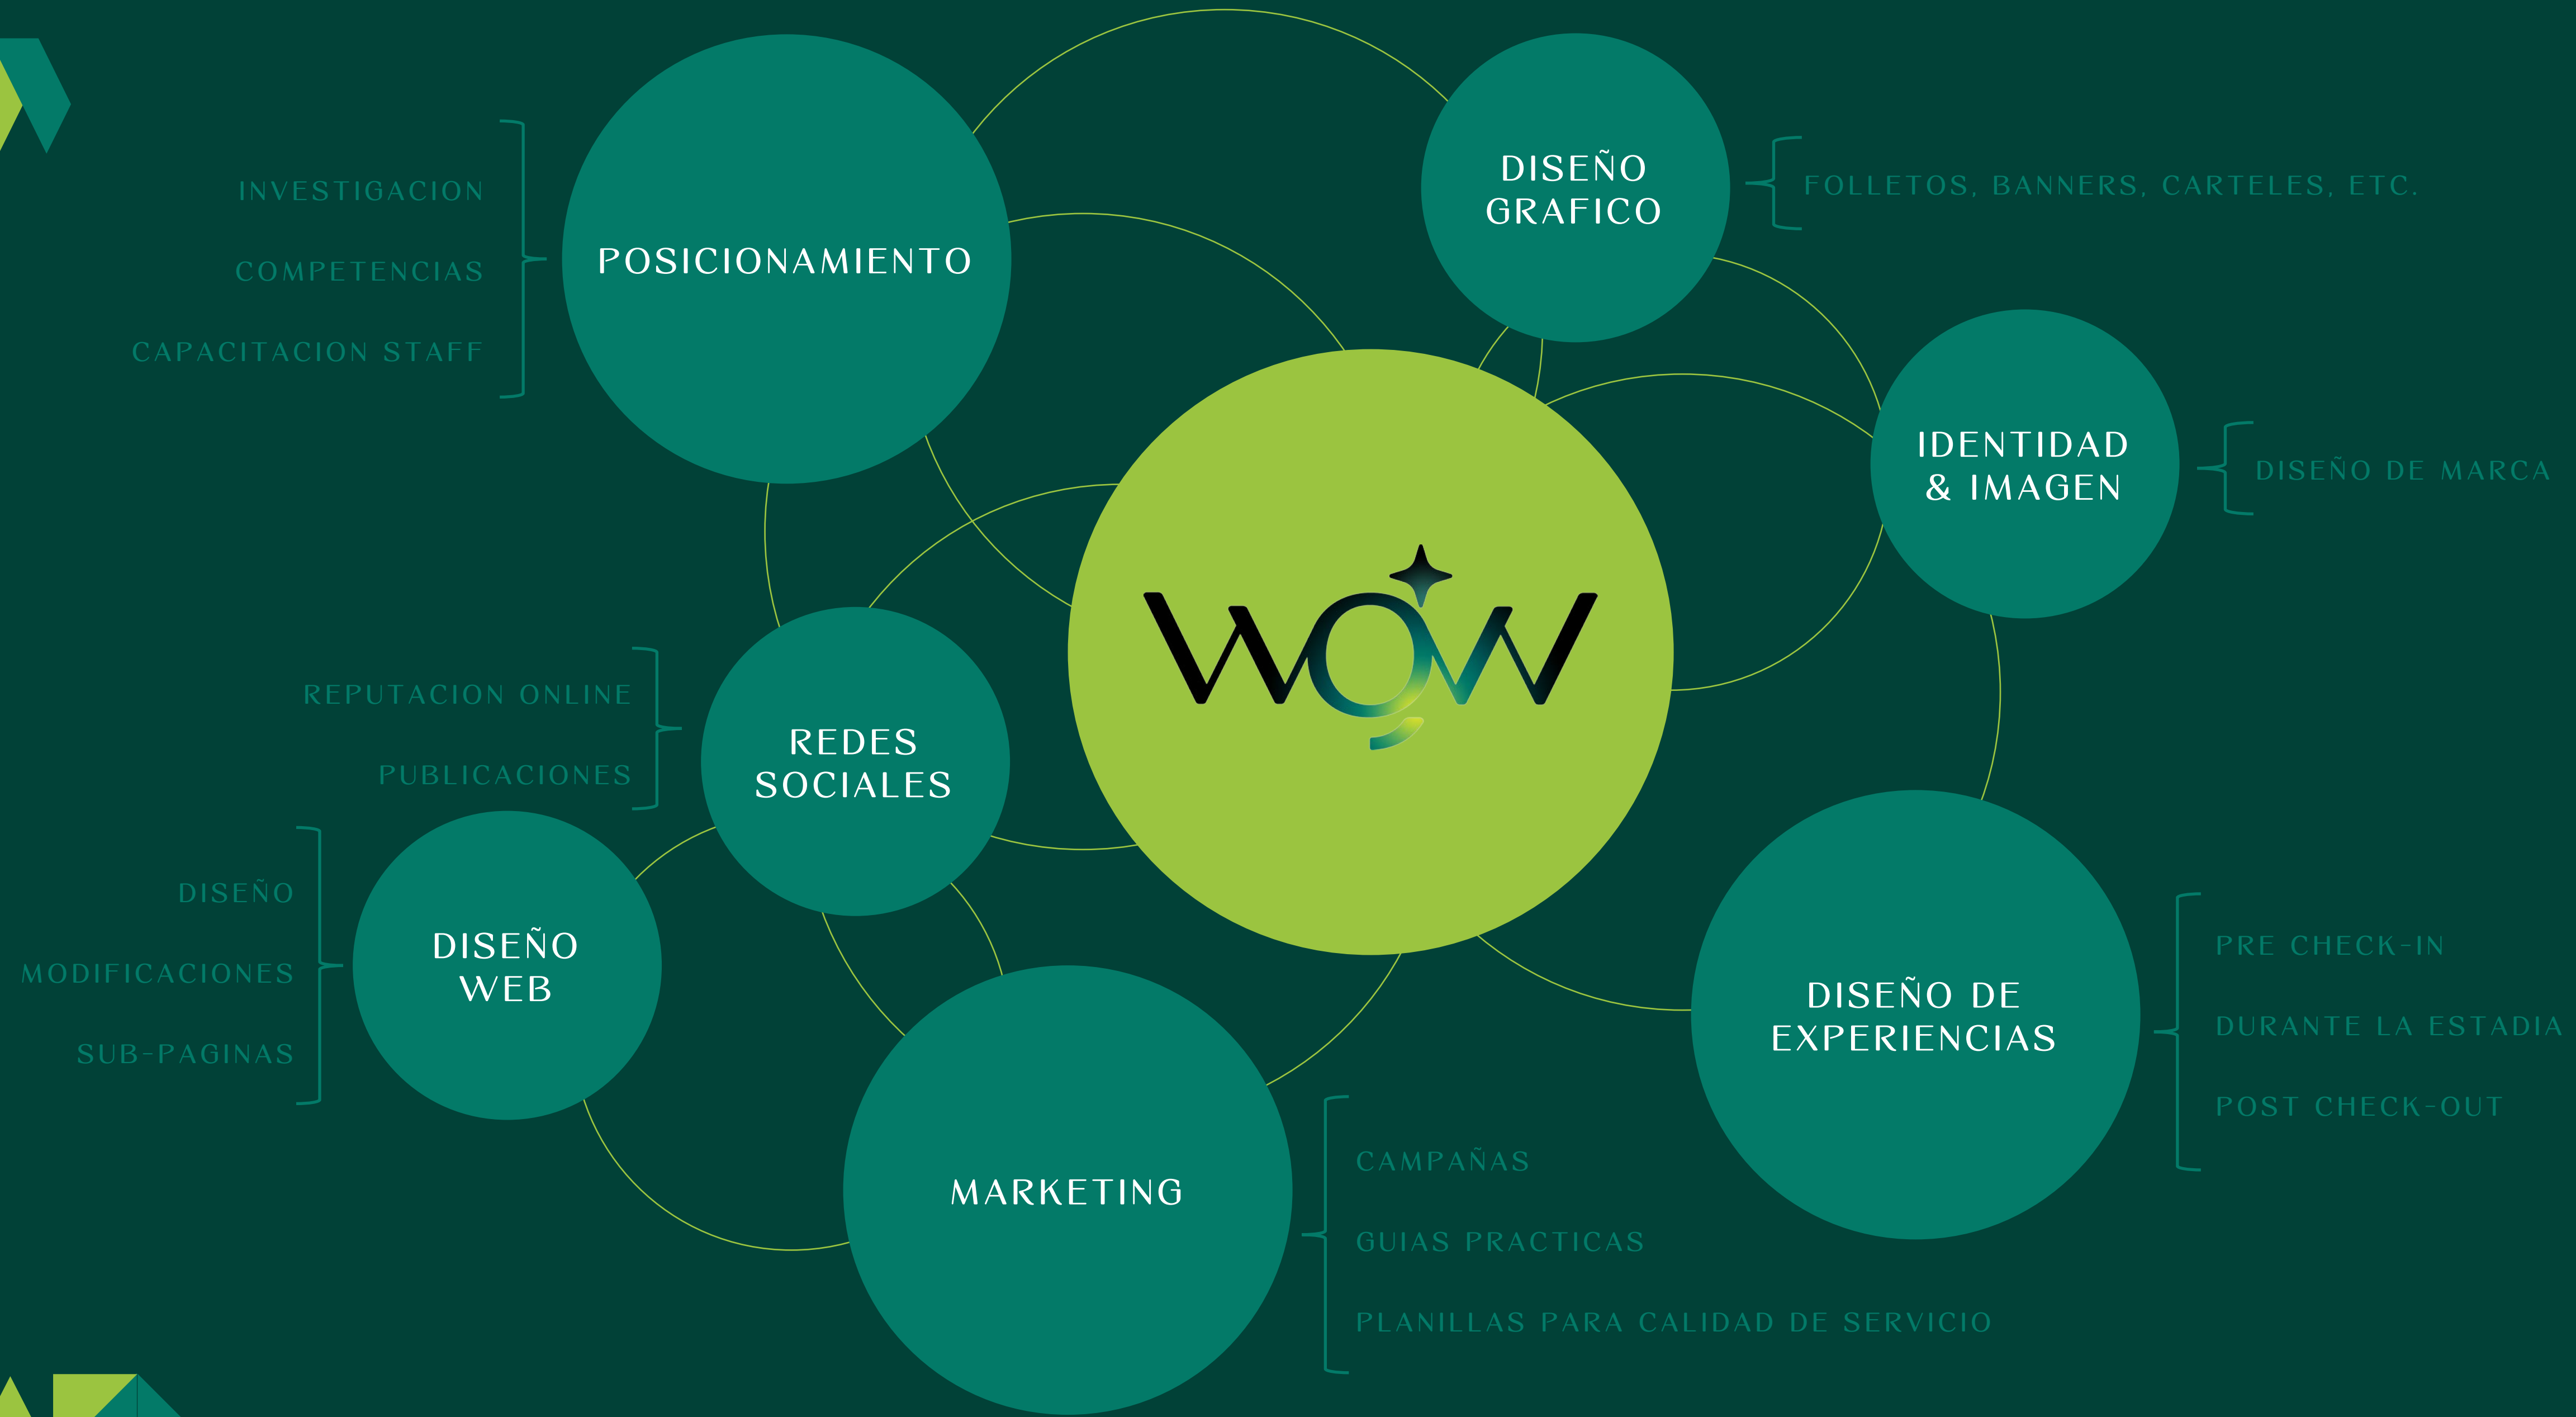 POSICIONAMIENTO
INVESTIGACION
COMPETENCIAS
CAPACITACION STAFF
DISEÑO
GRAFICO
FOLLETOS, BANNERS, CARTELES, ETC.
IDENTIDAD
& IMAGEN
DISEÑO DE MARCA
wow
REDES
SOCIALES
REPUTACION ONLINE
PUBLICACIONES
DISEÑO
WEB
DISEÑO
MODIFICACIONES
SUB-PAGINAS
DISEÑO DE
EXPERIENCIAS
PRE CHECK-IN
DURANTE LA ESTADIA
POST CHECK-OUT
MARKETING
CAMPAÑAS
GUIAS PRACTICAS
PLANILLAS PARA CALIDAD DE SERVICIO